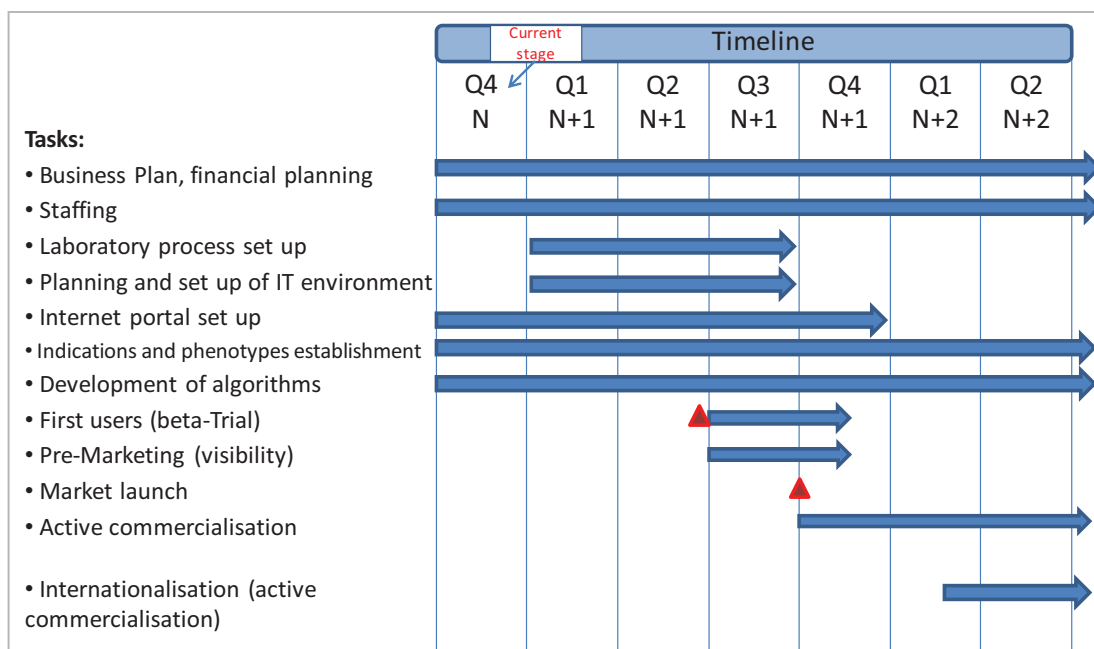 Current
stage
Timeline
Q4 Q1 Q2 Q3 Q4 Q1 Q2
N N+1 N+1 N+1 N+1 N+2 N+2
Tasks:
• Business Plan, financial planning
• Staffing
• Laboratory process set up
• Planning and set up of IT environment
• Internet portal set up
• Indications and phenotypes establishment
• Development of algorithms
• First users (beta-Trial)
• Pre-Marketing (visibility)
• Market launch
• Active commercialisation
• Internationalisation (active
commercialisation)